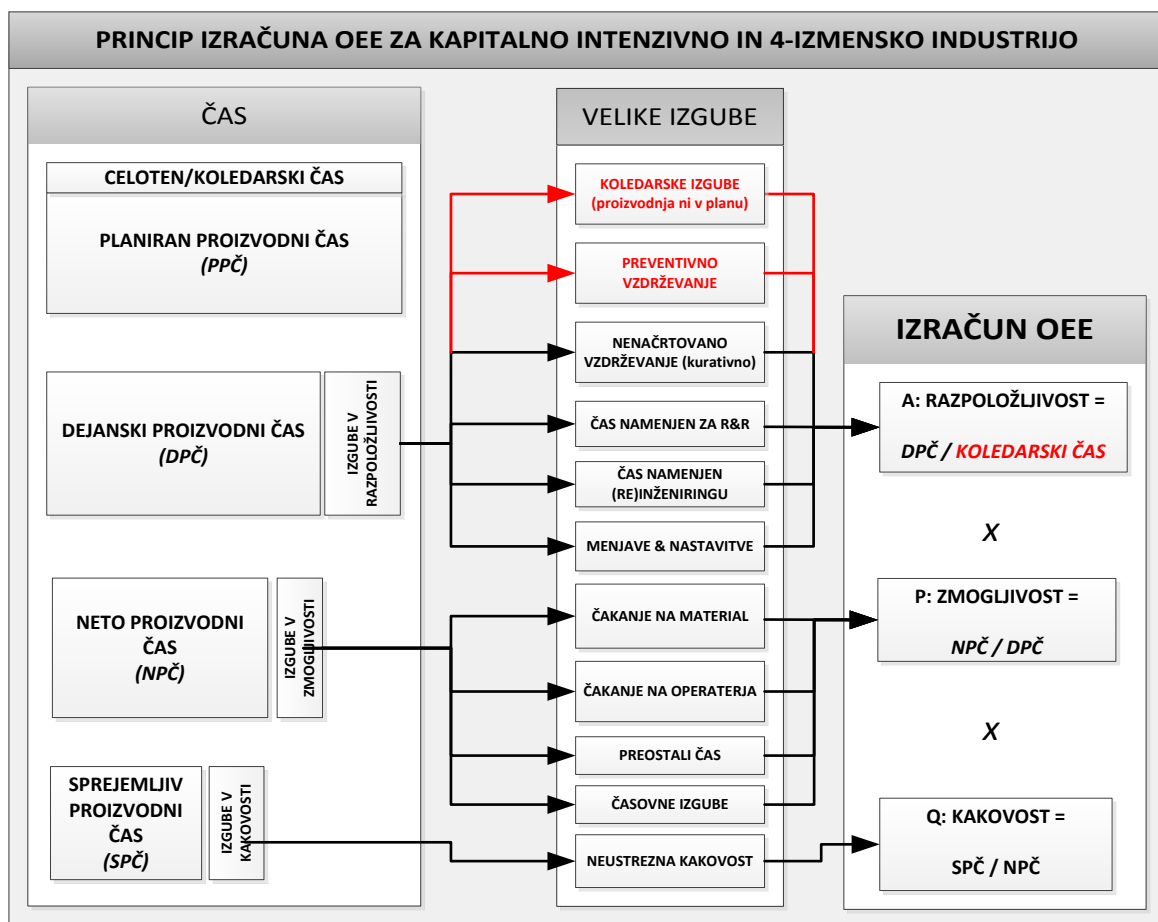 PRINCIP IZRAČUNA OEE ZA KAPITALNO INTENZIVNO IN 4-IZMENSKO INDUSTRIJO
ČAS
CELOTEN/KOLEDARSKI ČAS
PLANIRAN PROIZVODNI ČAS
(PPČ)
DEJANSKI PROIZVODNI ČAS
(DPČ)
IZGUBE V
RAZPOLOŽLJIVOSTI
NETO PROIZVODNI
ČAS
(NPČ)
IZGUBE V
ZMOGLJIVOSTI
SPREJEMLJIV
PROIZVODNI
ČAS
(SPČ)
IZGUBE V
KAKOVOSTI
VELIKE IZGUBE
KOLEDARSKE IZGUBE
(proizvodnja ni v planu)
PREVENTIVNO
VZDRŽEVANJE
NENAČRTOVANO
VZDRŽEVANJE (kurativno)
ČAS NAMENJEN ZA R&R
ČAS NAMENJEN
(RE)INŽENIRINGU
MENJAVE & NASTAVITVE
ČAKANJE NA MATERIAL
ČAKANJE NA OPERATERJA
PREOSTALI ČAS
ČASOVNE IZGUBE
NEUSTREZNA KAKOVOST
IZRAČUN OEE
A: RAZPOLOŽLJIVOST =
DPČ / KOLEDARSKI ČAS
X
P: ZMOGLJIVOST =
NPČ / DPČ
X
Q: KAKOVOST =
SPČ / NPČ